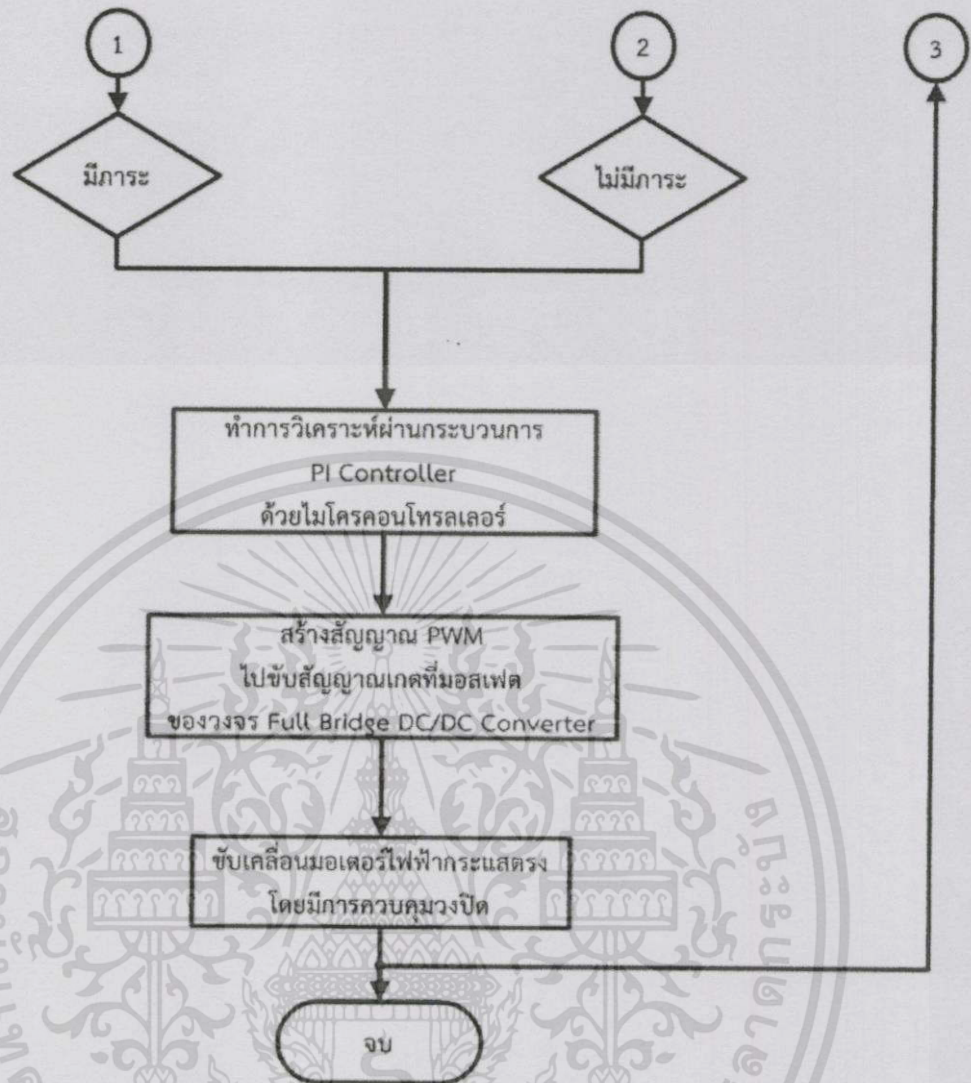 1
2
3
มีภาระ
ไม่มีภาระ
ทำการวิเคราะห์ผ่านกระบวนการ
PI Controller
ด้วยไมโครคอนโทรลเลอร์
สร้างสัญญาณ PWM
ไปขับสัญญาณเกตที่มอสเฟต
ของวงจร Full Bridge DC/DC Converter
ขับเคลื่อนมอเตอร์ไฟฟ้ากระแสตรง
โดยมีการควบคุมวงปิด
จบ